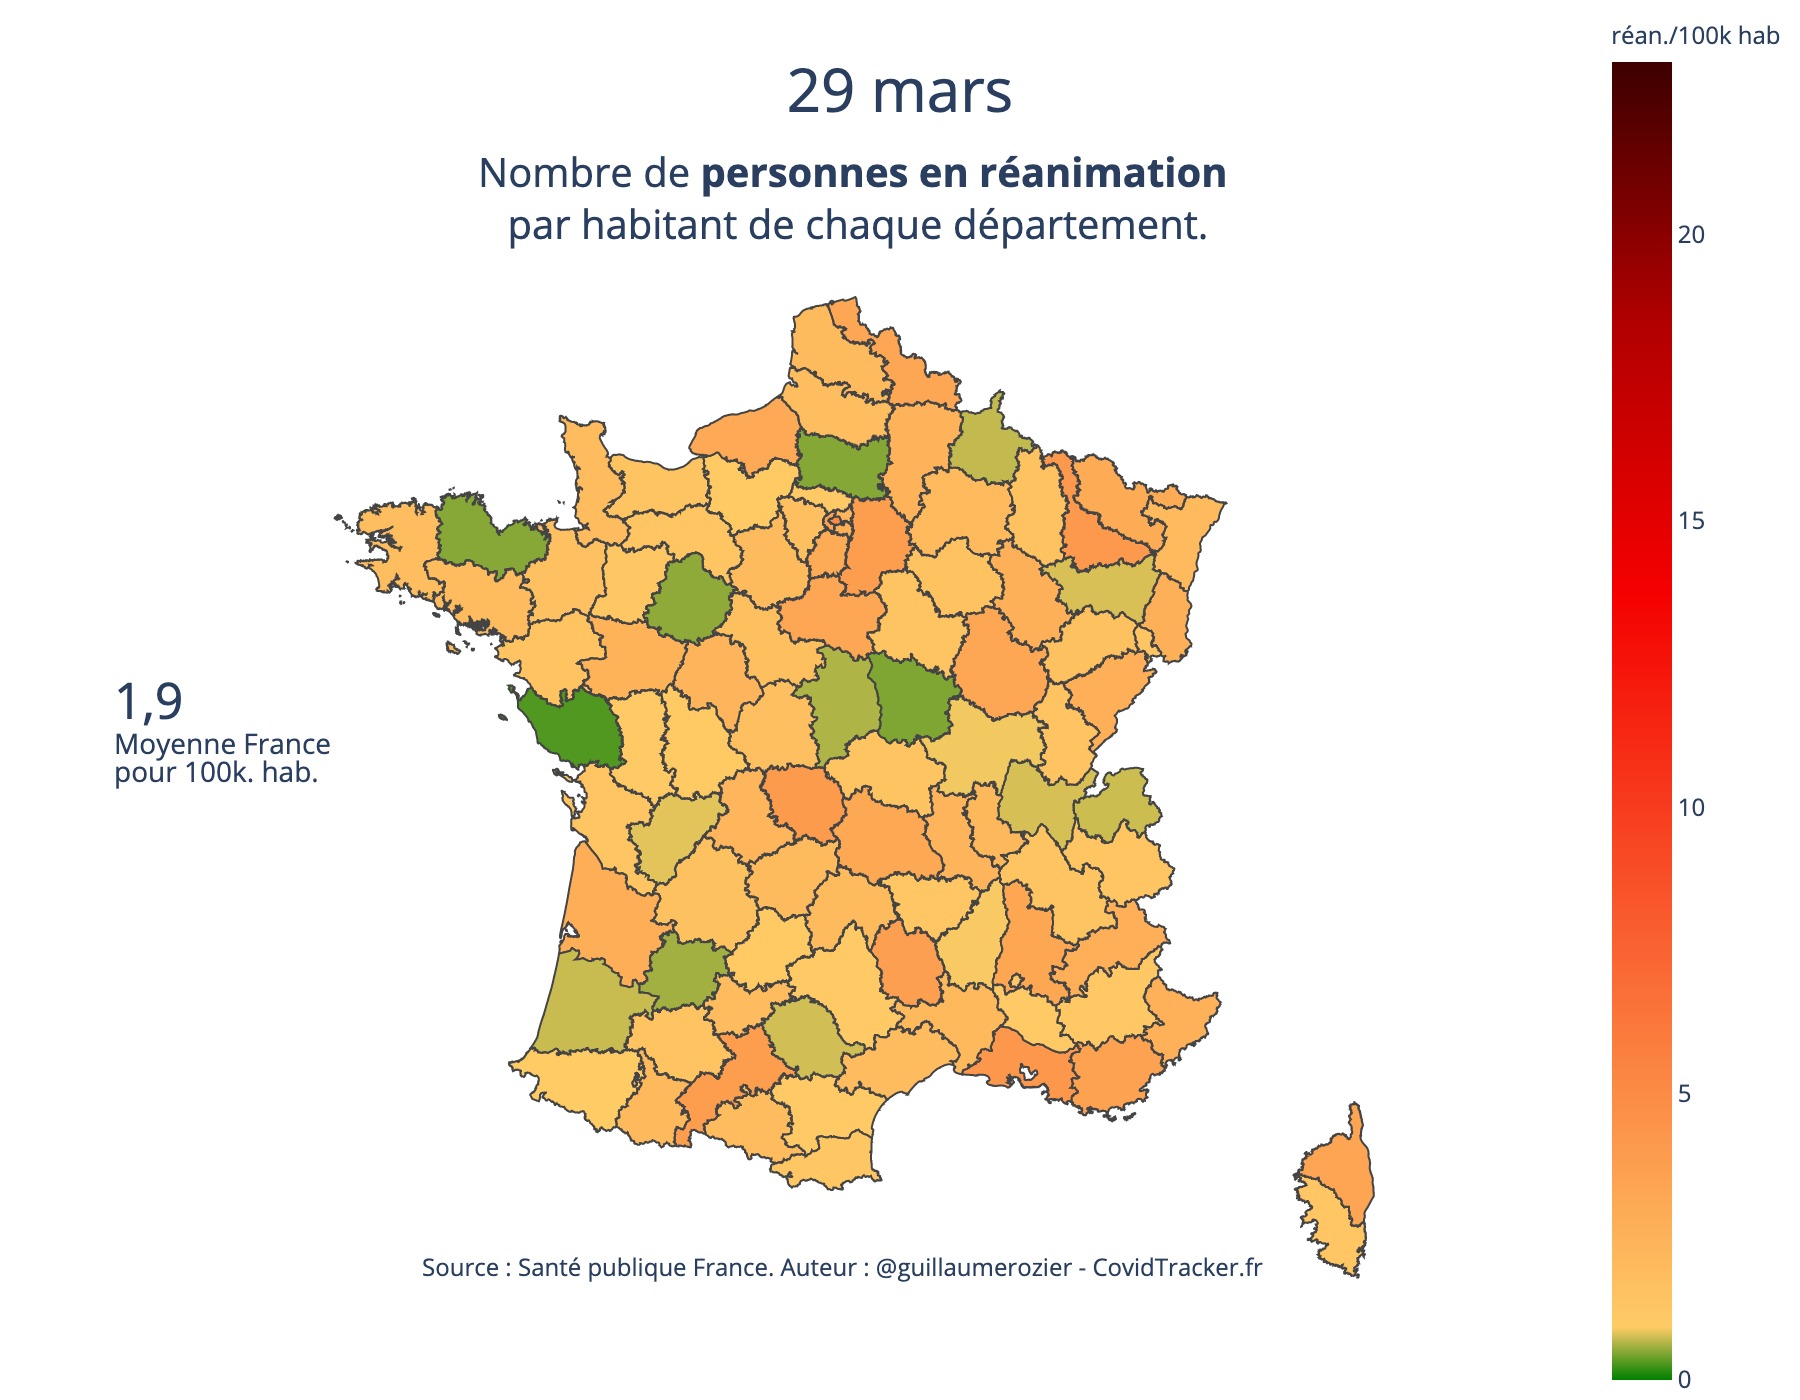 réan./100k hab
29 mars
Nombre de personnes en réanimation
par habitant de chaque département.
20
15
1,9
Moyenne France
pour 100k. hab.
10
5
Source : Santé publique France. Auteur : @guillaumerozier - CovidTracker.fr
0